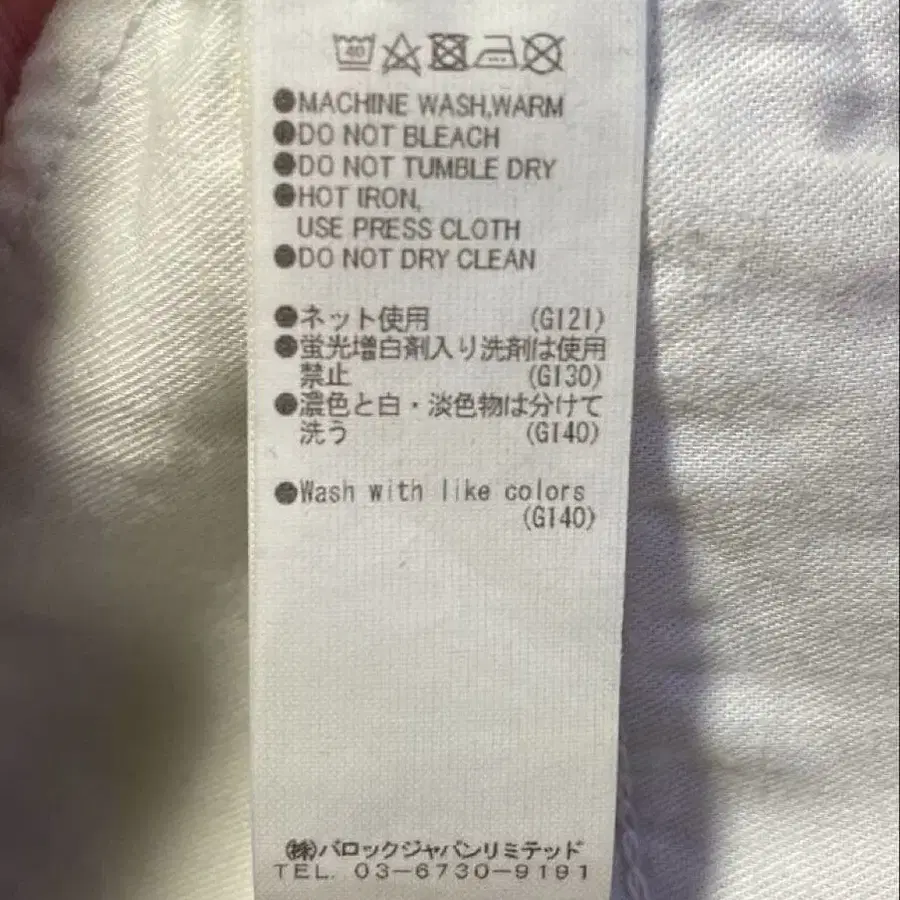 40
●MACHINE WASH,WARM
●DO NOT BLEACH
●DO NOT TUMBLE DRY
●HOT IRON,
USE PRESS CLOTH
●DO NOT DRY CLEAN
●ネット使用 (G121)
●蛍光増白剤入り洗剤は使用
禁止 (G130)
●濃色と白・淡色物は分けて
洗う (G140)
●Wash with like colors
(G140)
㈱バロックジャパンリミテッド
TEL. 03-6730-9191